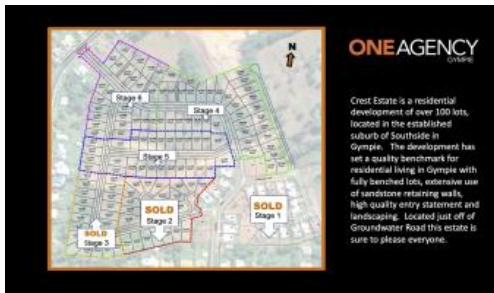 N
ONEAGENCY
GYMPIE
Stage 6
Stage 4
Stage 5
SOLD
Stage 2
SOLD
Stage 1
SOLD
Stage 3
Crest Estate is a residential
development of over 100 lots,
located in the established
suburb of Southside in
Gympie. The development has
set a quality benchmark for
residential living in Gympie with
fully benched lots, extensive use
of sandstone retaining walls,
high quality entry statement and
landscaping. Located just off of
Groundwater Road this estate is
sure to please everyone.